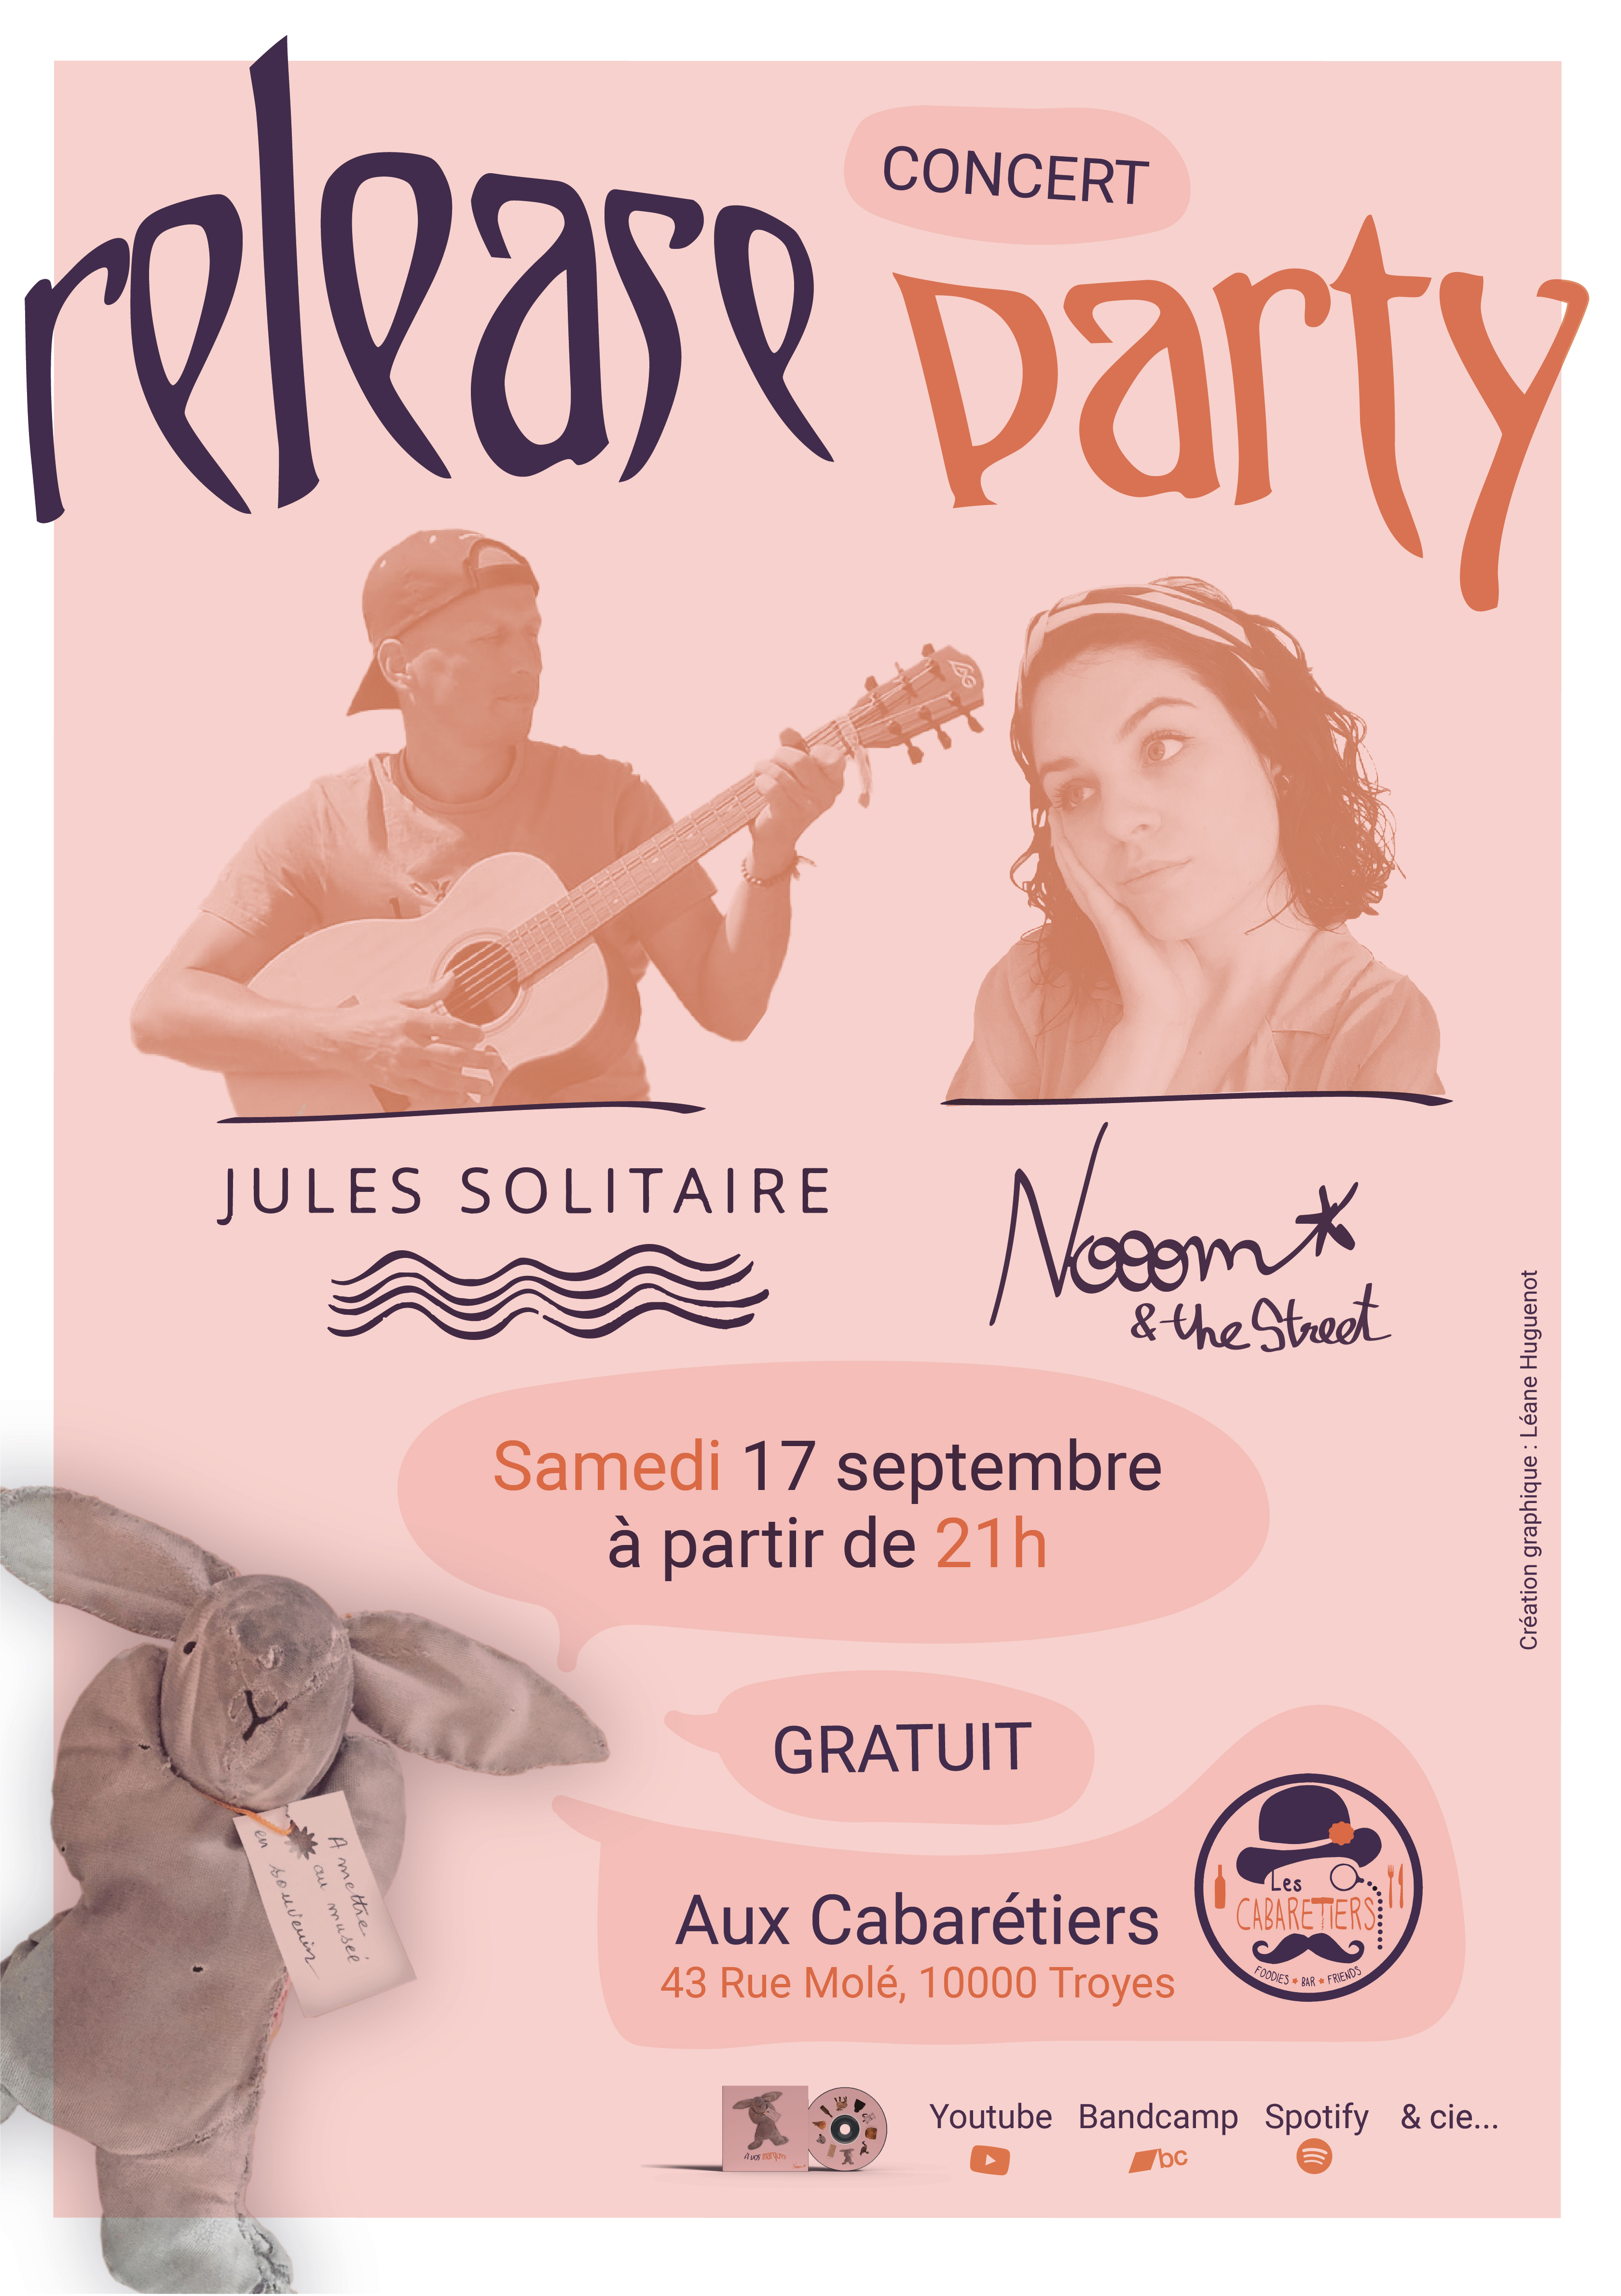 release
CONCERT
party
JULES SOLITAIRE
Nooom*
& the Street
Création graphique : Léane Huguenot
Samedi 17 septembre
à partir de 21h
GRATUIT
A mettre
au musée
en souvenir
Aux Cabarétiers
43 Rue Molé, 10000 Troyes
Les
CABARETIERS
FOODIES * BAR * FRIENDS
Youtube Bandcamp Spotify & cie...
bc